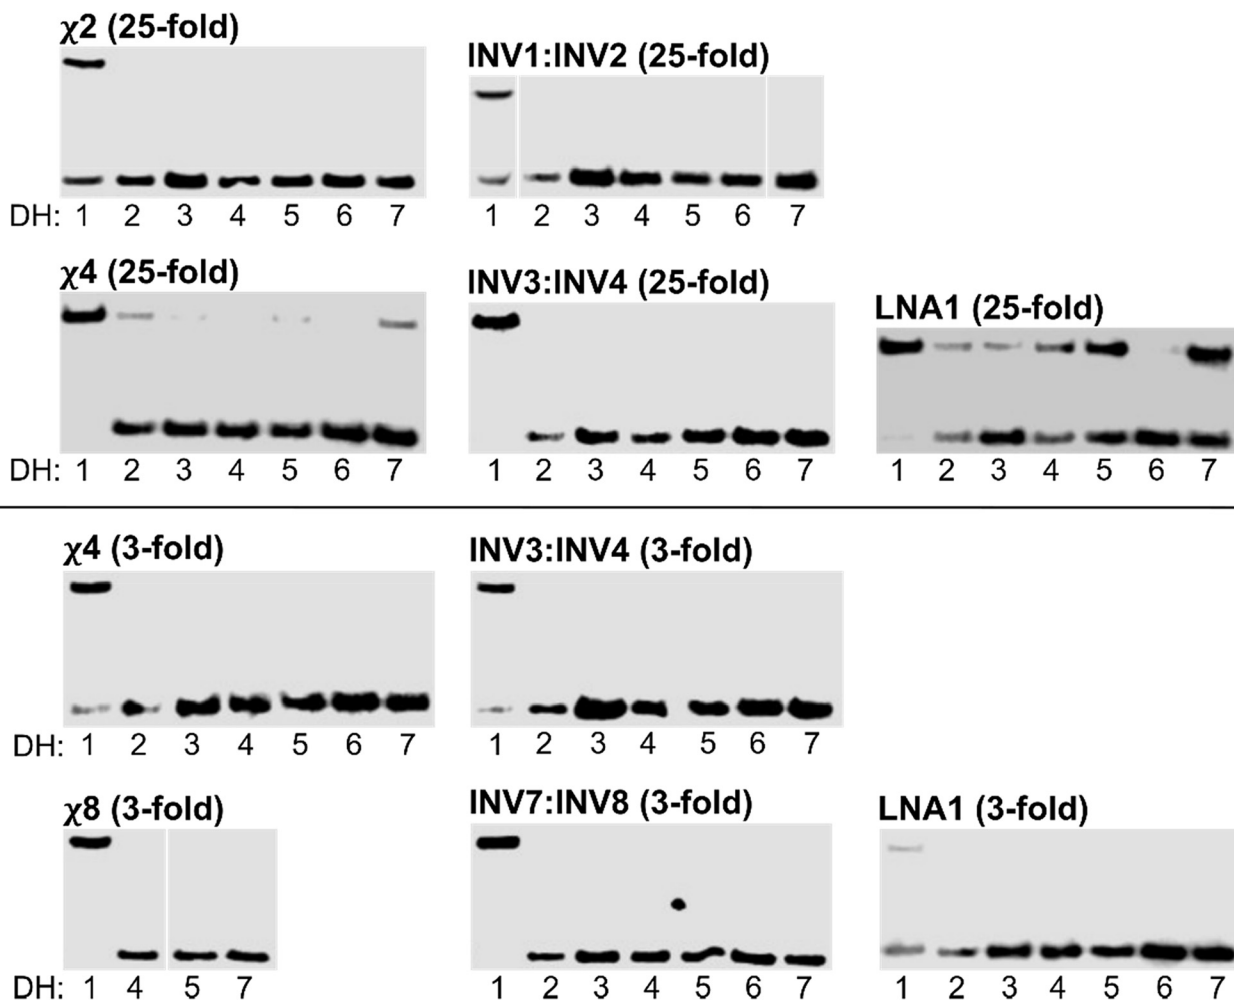 χ2 (25-fold)
INV1:INV2 (25-fold)
DH: 1 2 3 4 5 6 7
1 2 3 4 5 6 7
χ4 (25-fold)
INV3:INV4 (25-fold)
LNA1 (25-fold)
DH: 1 2 3 4 5 6 7
1 2 3 4 5 6 7
1 2 3 4 5 6 7
χ4 (3-fold)
INV3:INV4 (3-fold)
DH: 1 2 3 4 5 6 7
1 2 3 4 5 6 7
χ8 (3-fold)
INV7:INV8 (3-fold)
LNA1 (3-fold)
DH: 1 4 5 7
1 2 3 4 5 6 7
1 2 3 4 5 6 7